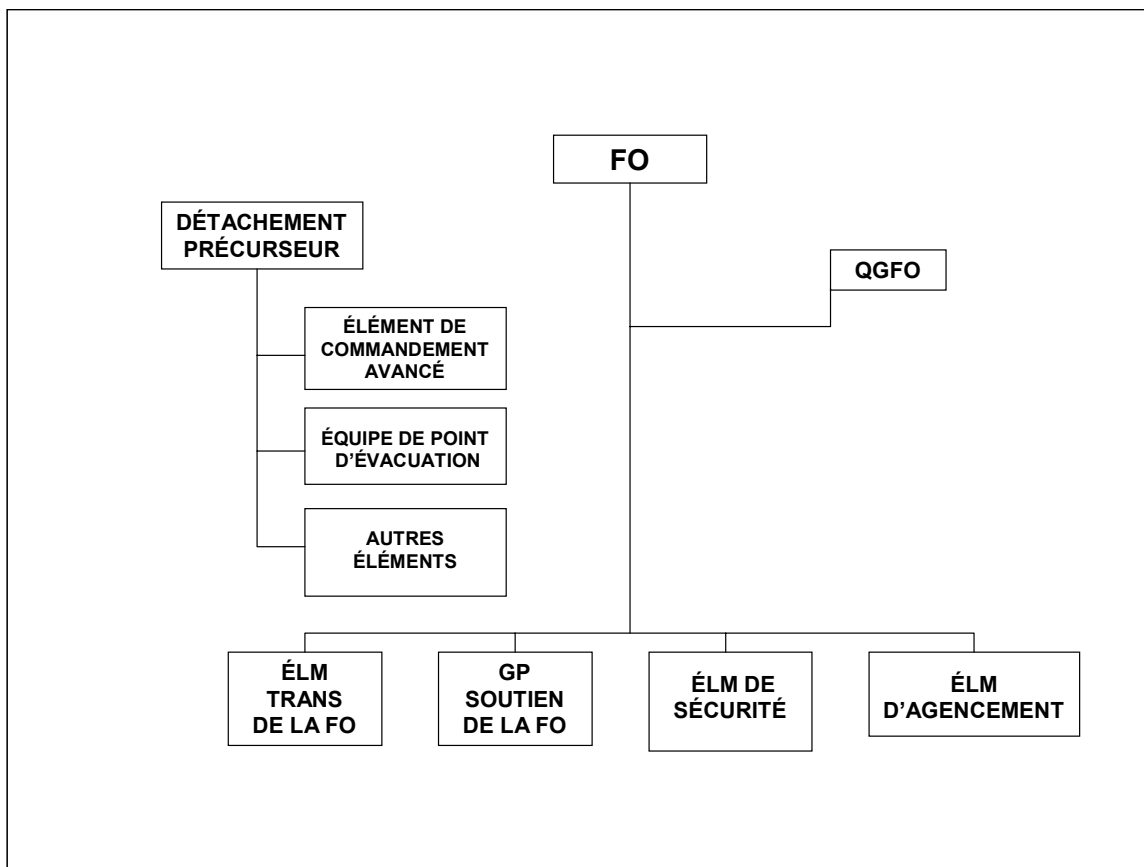 FO
DÉTACHEMENT
PRÉCURSEUR
QGFO
ÉLÉMENT DE
COMMANDEMENT
AVANCÉ
ÉQUIPE DE POINT
D’ÉVACUATION
AUTRES
ÉLÉMENTS
ÉLM
TRANS
DE LA FO
GP
SOUTIEN
DE LA FO
ÉLM DE
SÉCURITÉ
ÉLM
D’AGENCEMENT